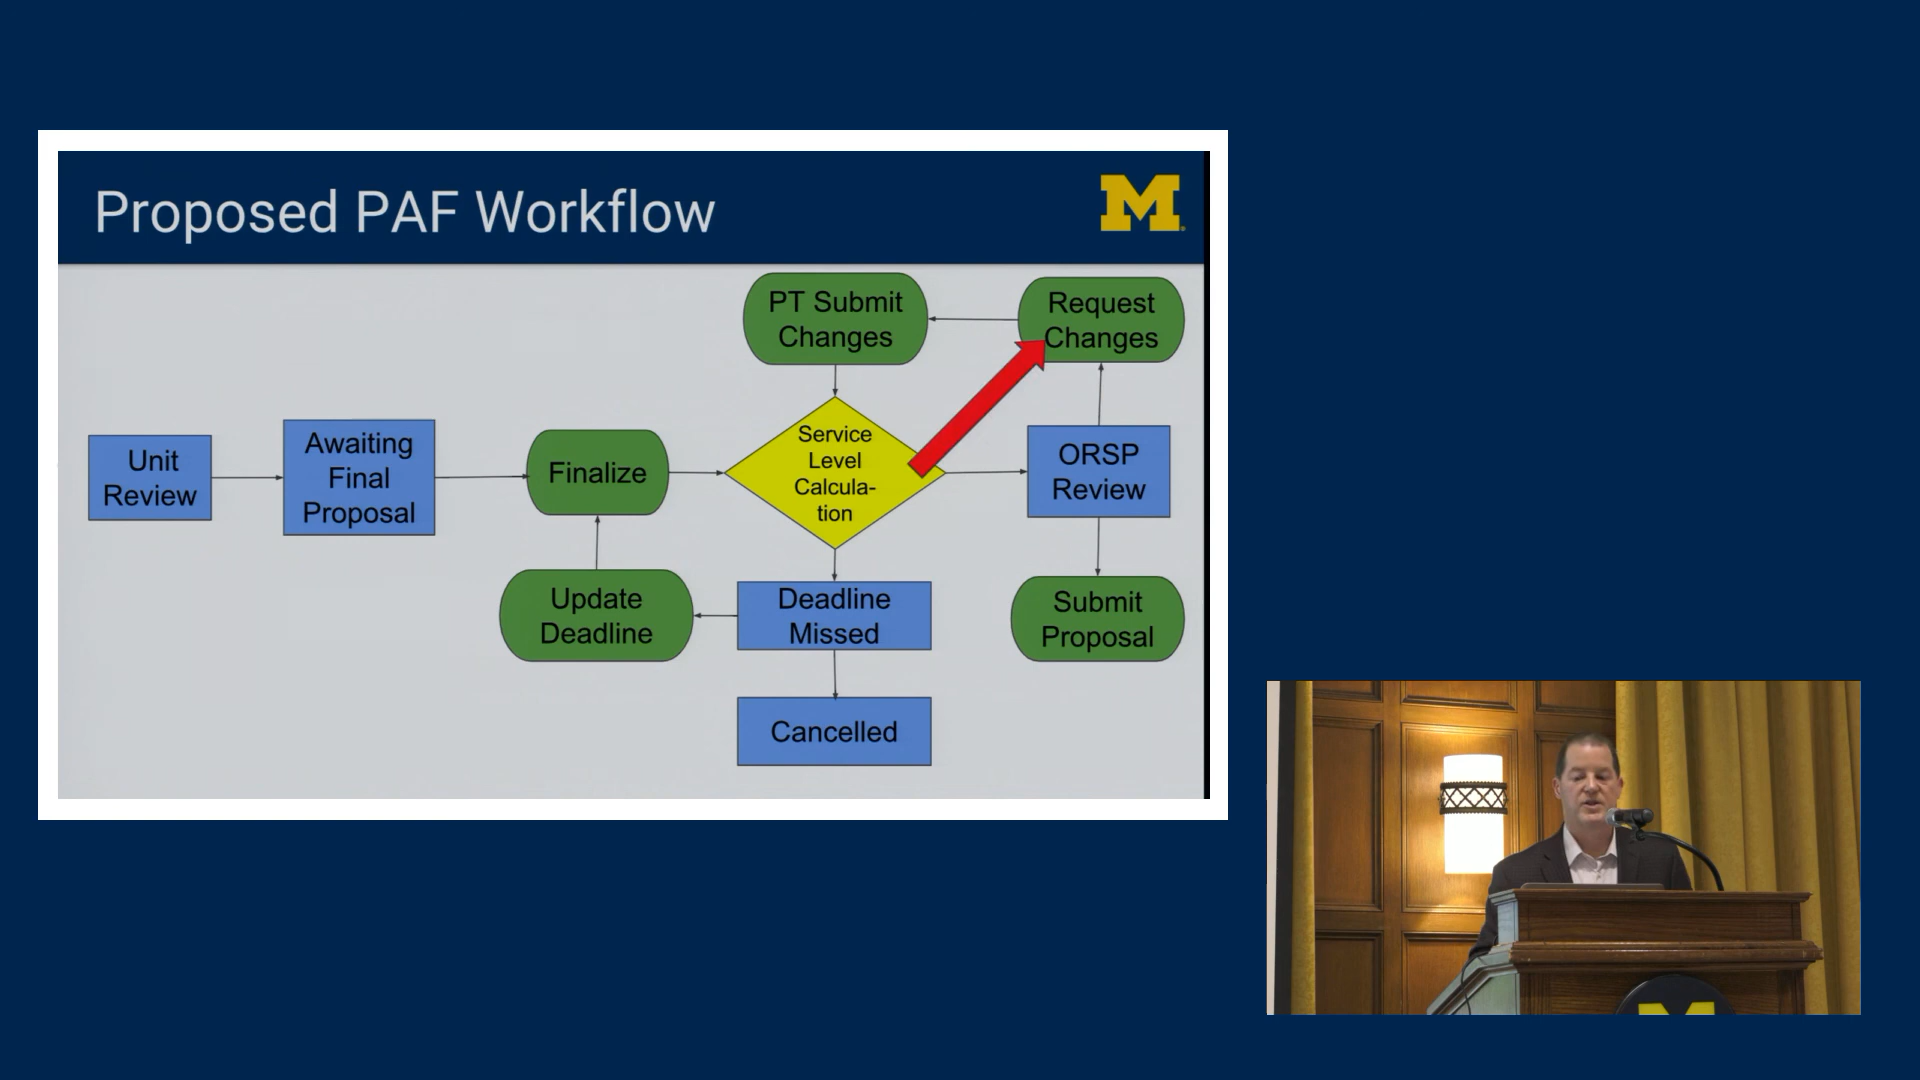 Proposed PAF Workflow
M
PT Submit
Changes
Request
Changes
Unit
Review
Awaiting
Final
Proposal
Finalize
Service
Level
Calcula-
tion
ORSP
Review
Update
Deadline
Deadline
Missed
Submit
Proposal
Cancelled
M